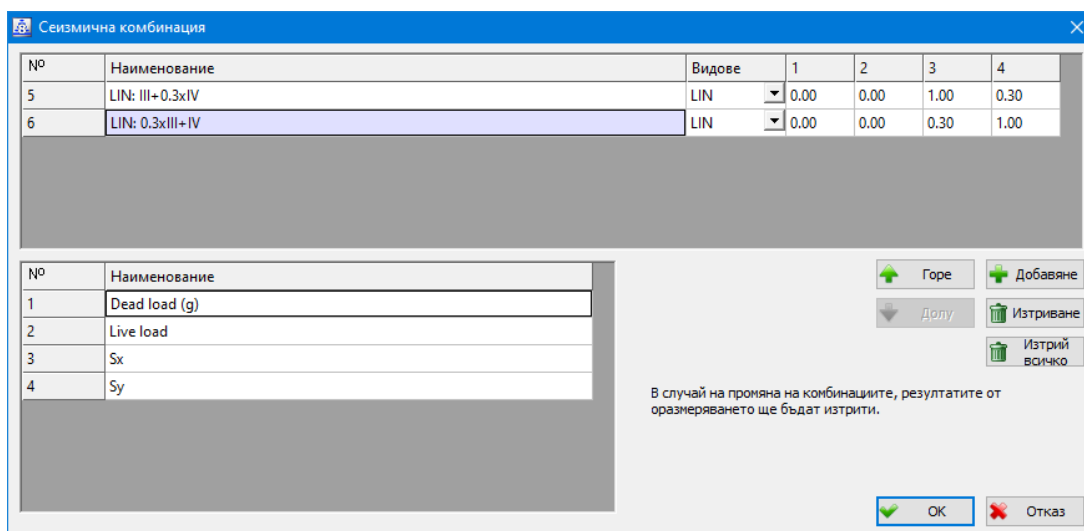 Сеизмична комбинация
Nº Наименование Видове 1 2 3 4
5 LIN: III+0.3xIV LIN 0.00 0.00 1.00 0.30
6 LIN: 0.3xIII+IV LIN 0.00 0.00 0.30 1.00
Nº Наименование
1 Dead load (g)
2 Live load
3 Sx
4 Sy
Горе Добавяне
Долу Изтриване
Изтрий
всичко
В случай на промяна на комбинациите, резултатите от
оразмеряването ще бъдат изтрити.
OK Отказ